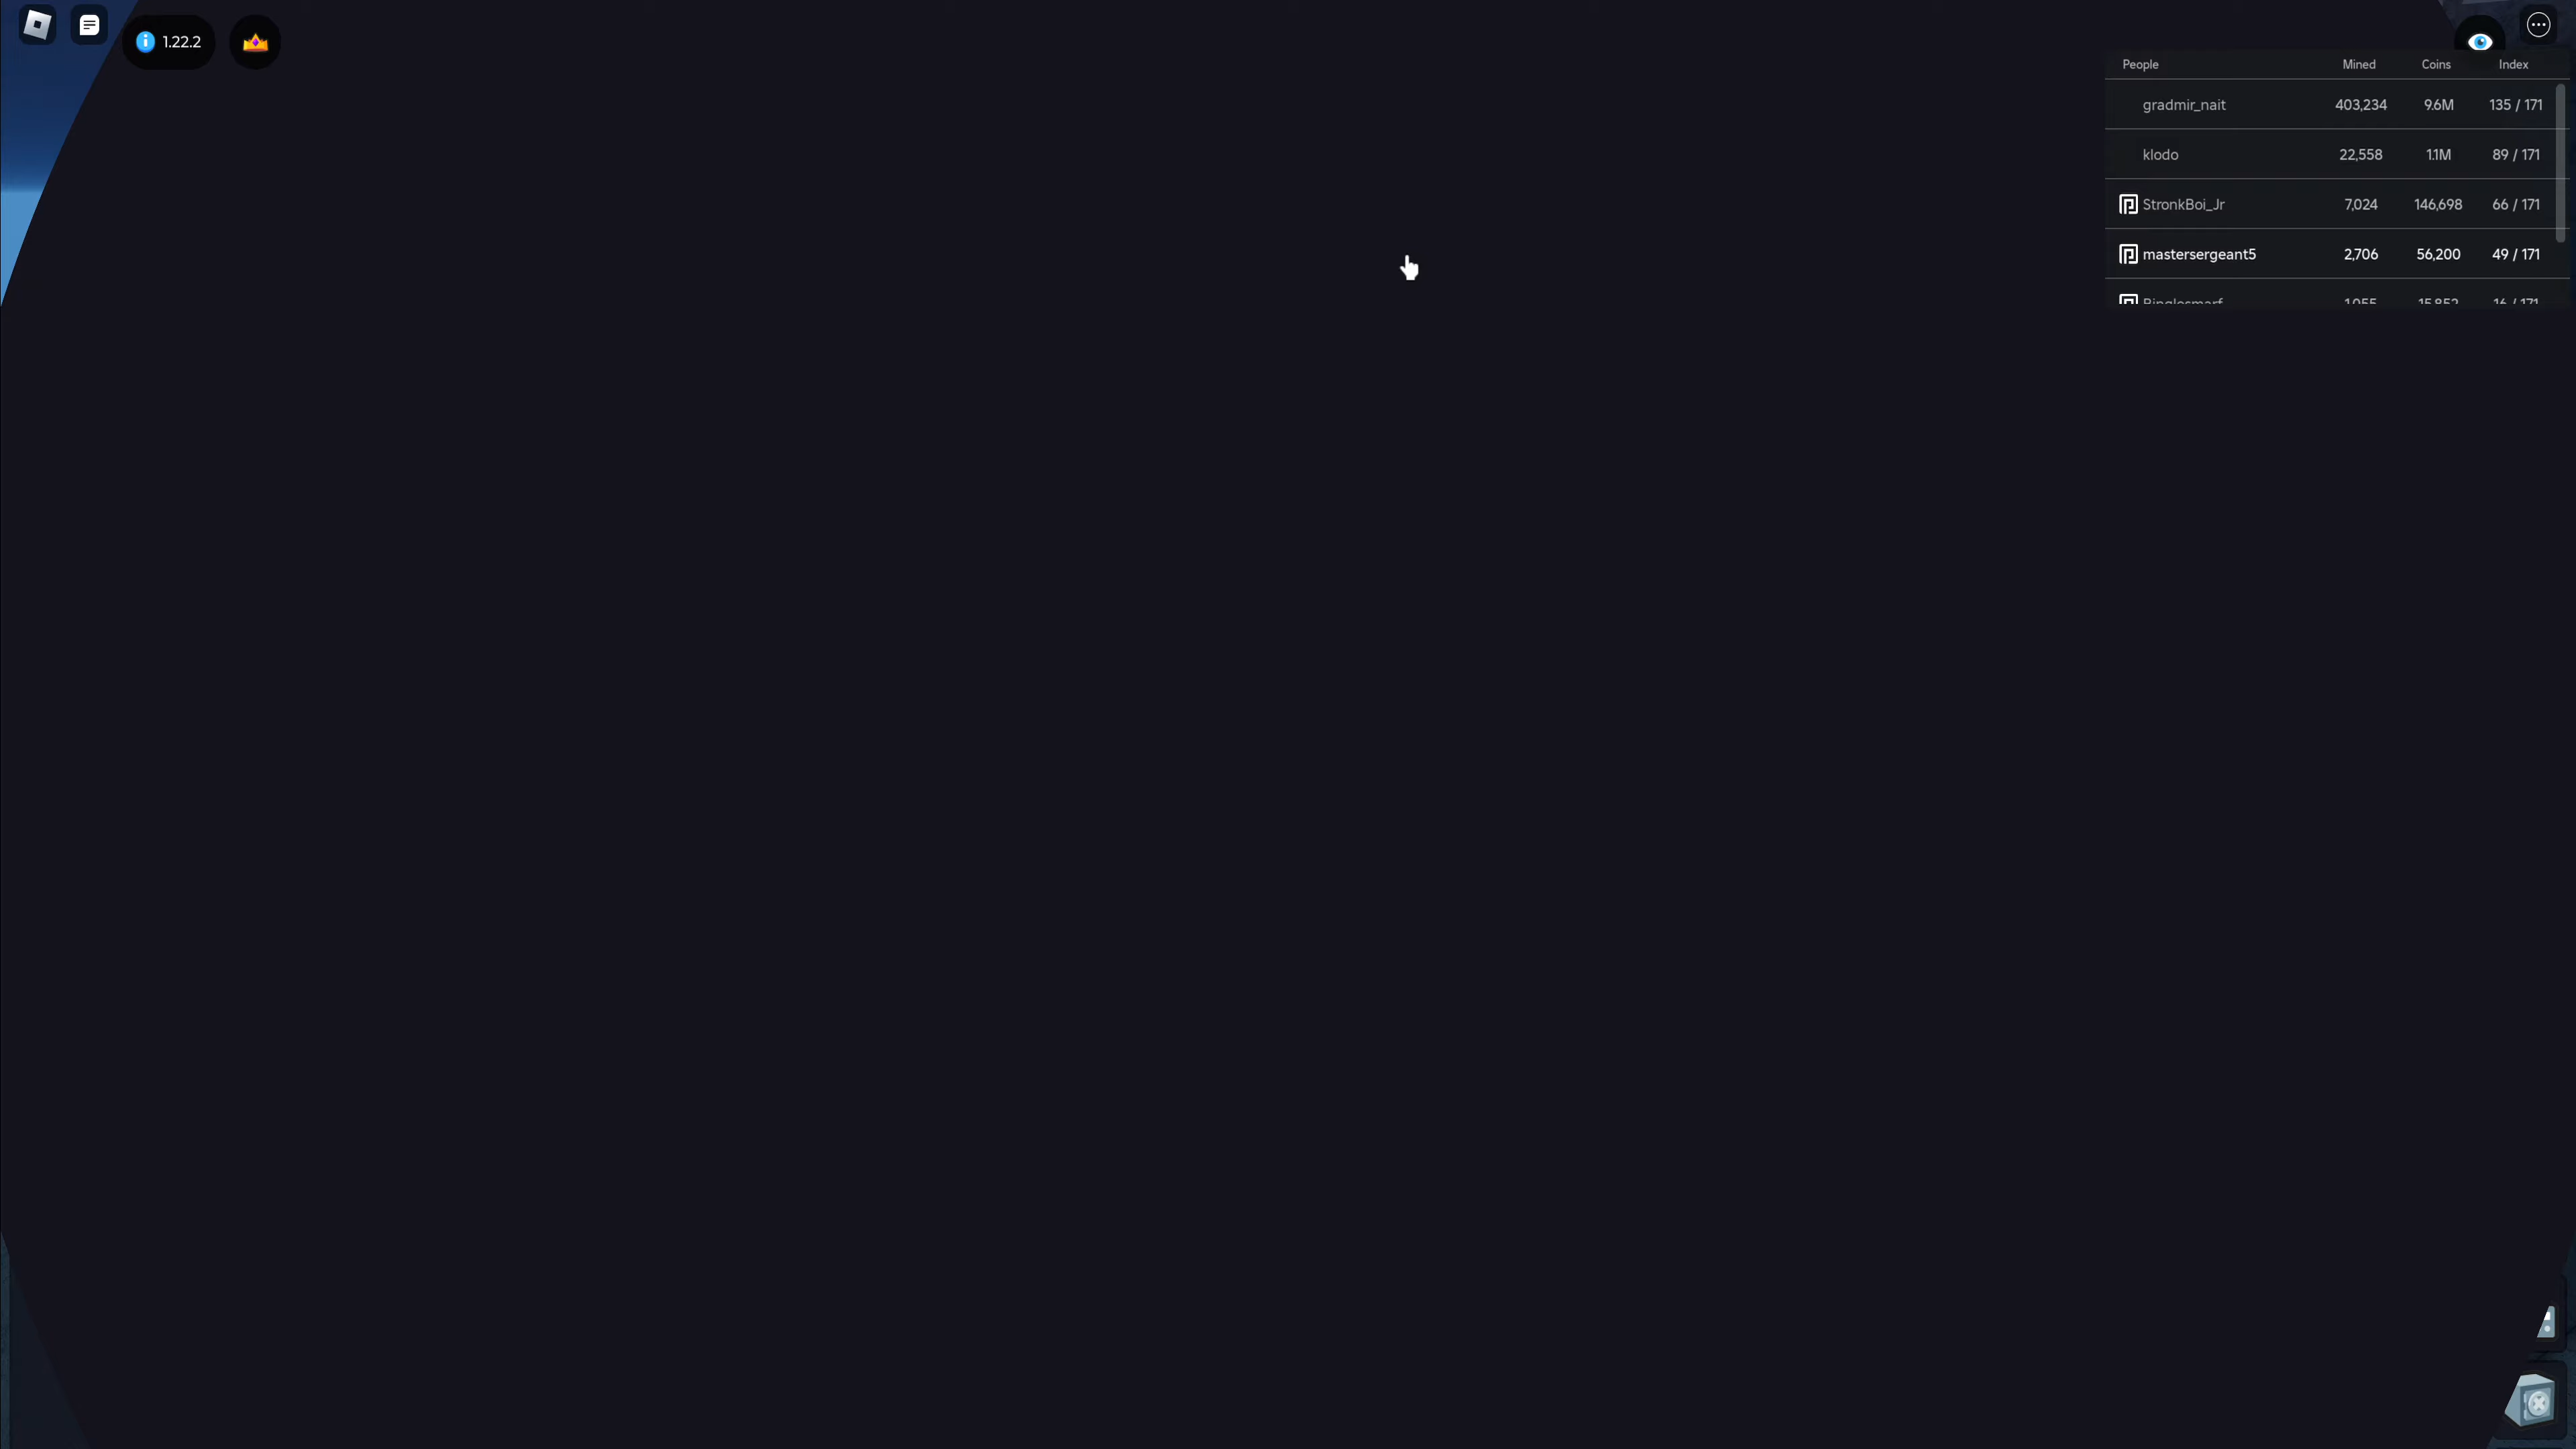 1.22.2
People Mined Coins Index
gradmir_nait 403,234 9.6M 135 / 171
klodo 22,558 1.1M 89 / 171
StronkBoi_Jr 7,024 146,698 66 / 171
mastersergeant5 2,706 56,200 49 / 171